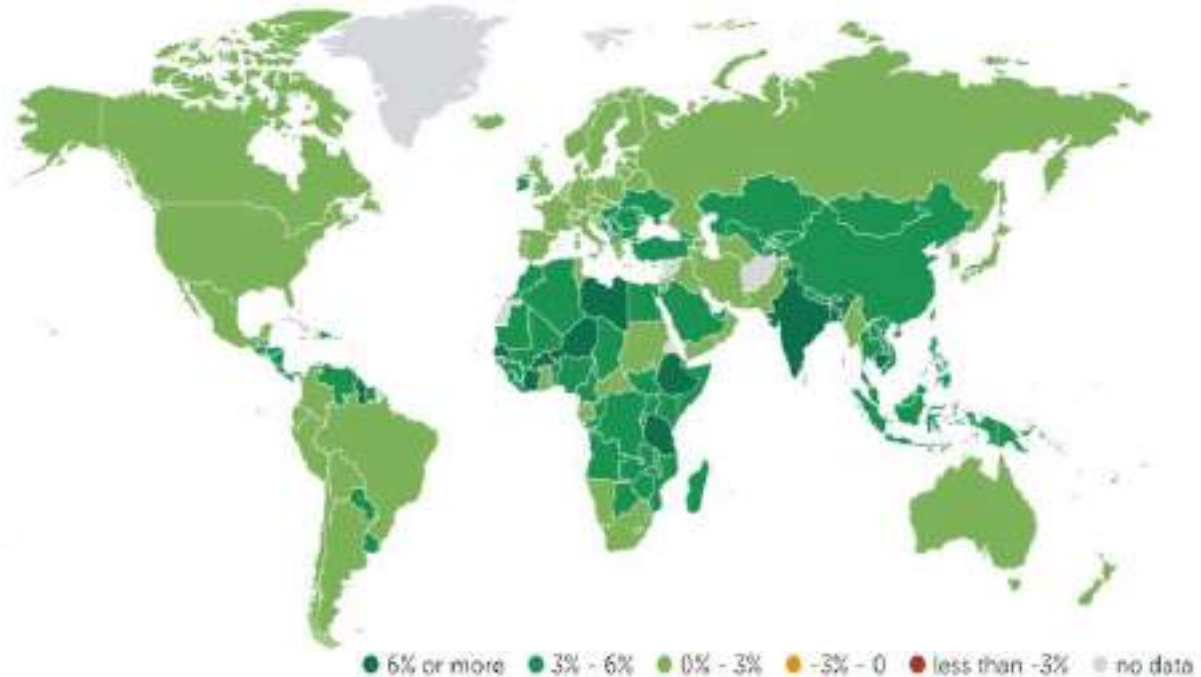 6% or more 3% - 6% 0% - 3% -3% - 0 less than -3% no data